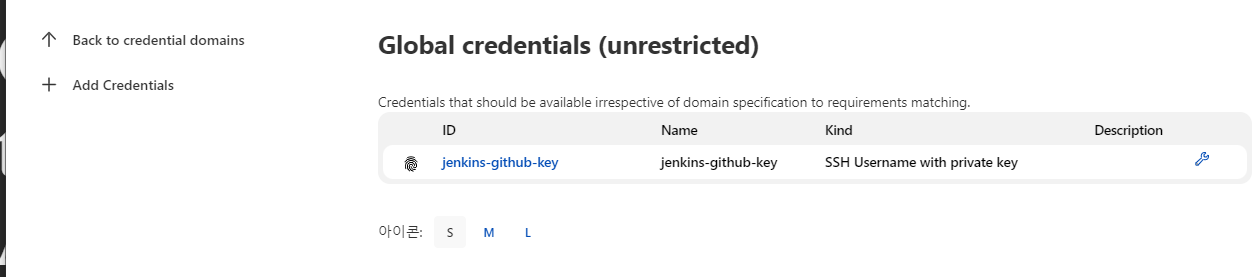 Back to credential domains
Add Credentials
Global credentials (unrestricted)
Credentials that should be available irrespective of domain specification to requirements matching.
ID Name Kind Description
jenkins-github-key jenkins-github-key SSH Username with private key
아이콘: S M L